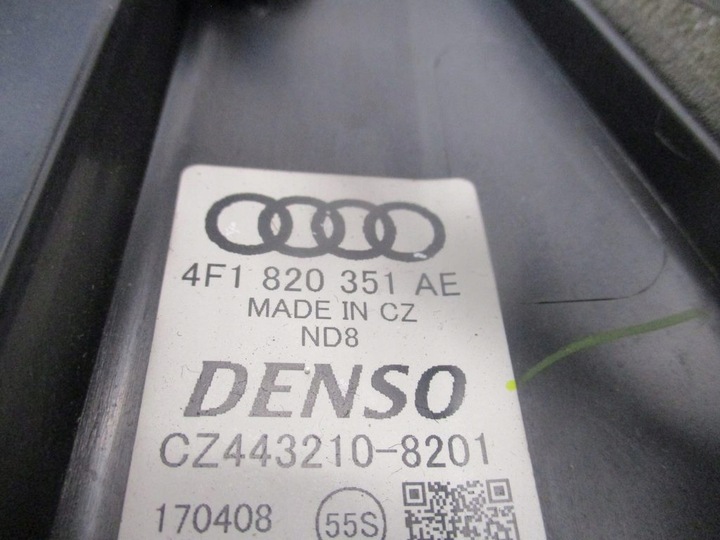 4F1 820 351 AE
MADE IN CZ
ND8
DENSO
CZ443210-8201
170408 55S